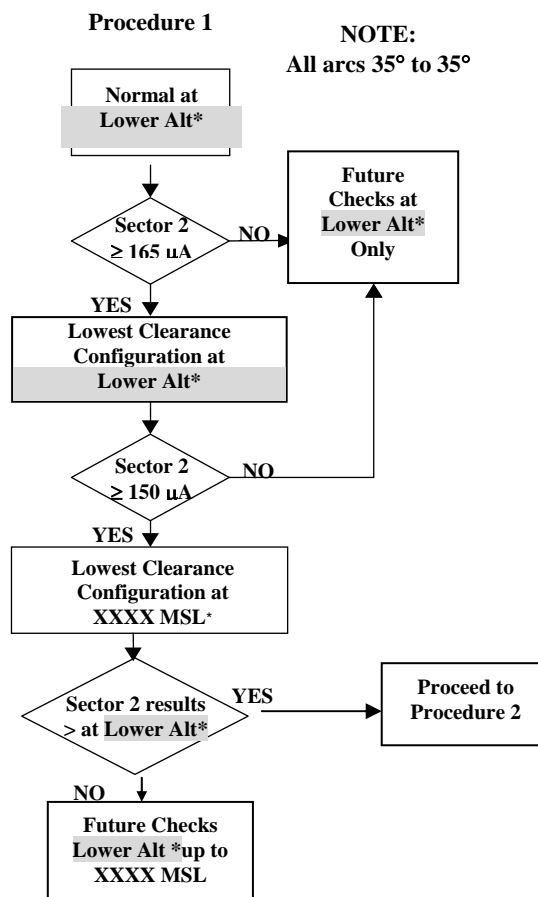 Procedure 1
NOTE:
All arcs 35° to 35°
Normal at
Lower Alt*
Sector 2
≥ 165 µA
NO
Future
Checks at
Lower Alt*
Only
YES
Lowest Clearance
Configuration at
Lower Alt*
Sector 2
≥ 150 µA
NO
YES
Lowest Clearance
Configuration at
XXXX MSL*
Sector 2 results
> at Lower Alt*
YES
Proceed to
Procedure 2
NO
Future Checks
Lower Alt *up to
XXXX MSL